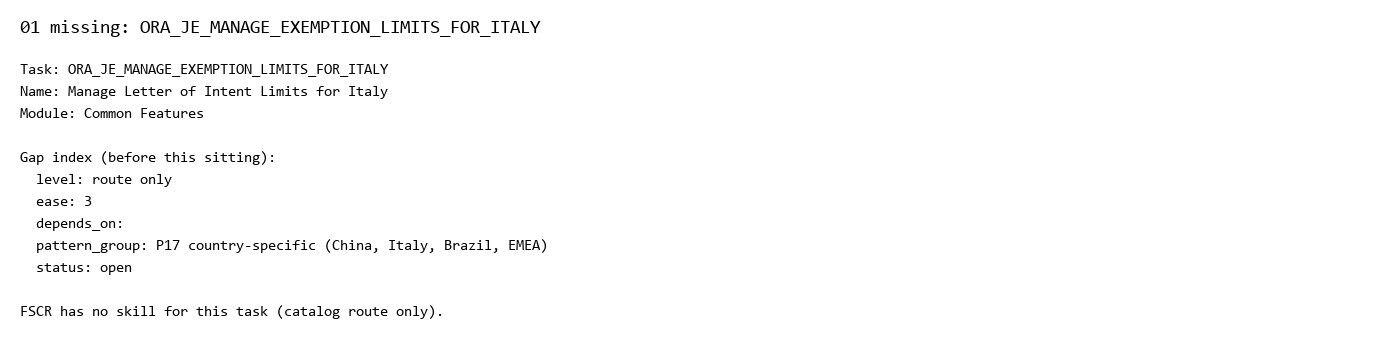 01 missing: ORA_JE_MANAGE_EXEMPTION_LIMITS_FOR_ITALY
Task: ORA_JE_MANAGE_EXEMPTION_LIMITS_FOR_ITALY
Name: Manage Letter of Intent Limits for Italy
Module: Common Features
Gap index (before this sitting):
level: route only
ease: 3
depends_on:
pattern_group: P17 country-specific (China, Italy, Brazil, EMEA)
status: open
FSCR has no skill for this task (catalog route only).